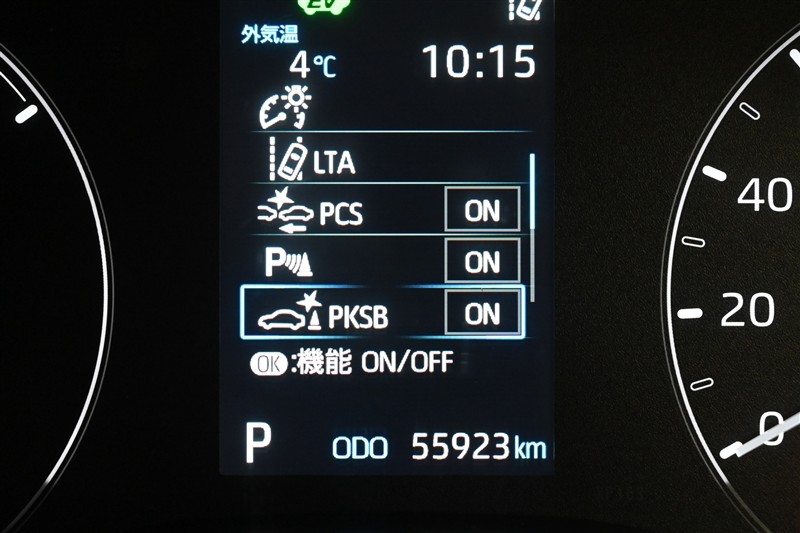 EV
外気温
4℃ 10:15
LTA
PCS ON
P ON
PKSB ON
OK:機能 ON/OFF
P ODO 55923km
40
20
0